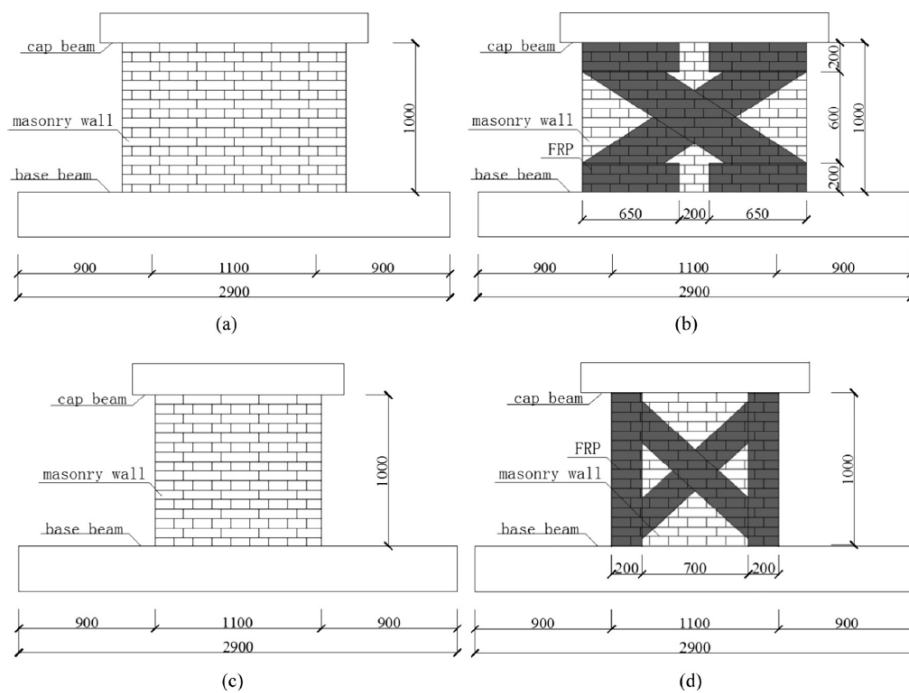 cap beam
masonry wall
base beam
1000
900
1100
900
2900
(a)
cap beam
masonry wall
FRP
base beam
200
600
200
1000
650
200
650
900
1100
900
2900
(b)
cap beam
masonry wall
base beam
1000
900
1100
900
2900
(c)
cap beam
FRP
masonry wall
base beam
1000
200
700
200
900
1100
900
2900
(d)